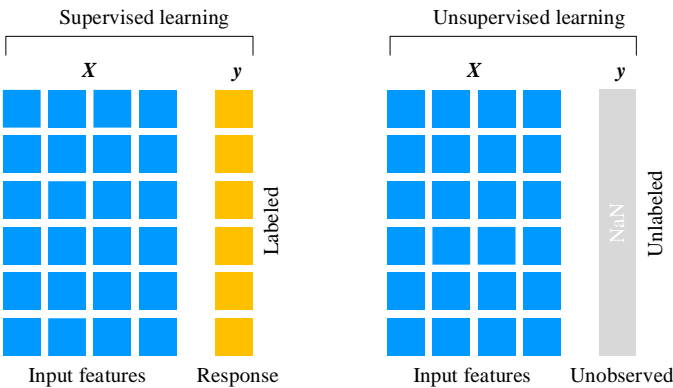 Supervised learning
X
y
Labeled
Input features
Response
Unsupervised learning
X
y
NaN
Unlabeled
Input features
Unobserved